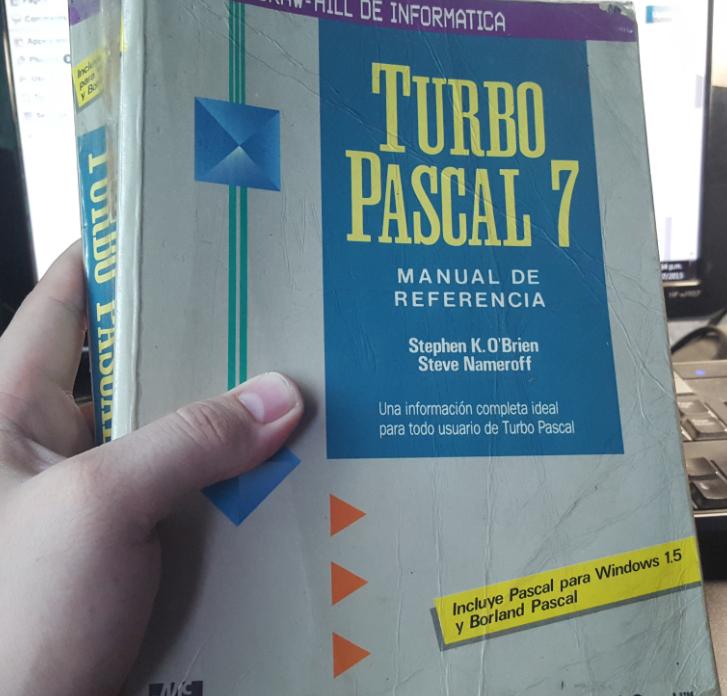 HILL DE INFORMATICA
TURBO
PASCAL 7
MANUAL DE
REFERENCIA
Stephen K. O'Brien
Steve Nameroff
Una información completa ideal
para todo usuario de Turbo Pascal
Incluye Pascal para Windows 1.5
y Borland Pascal
TURBO PASCAL
y Borl